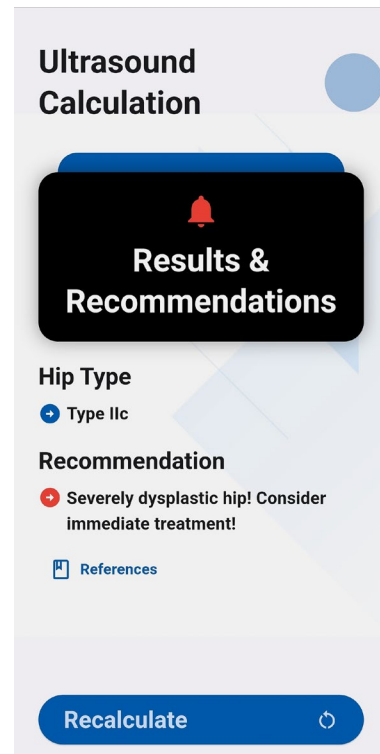 Ultrasound
Calculation
Results &
Recommendations
Hip Type
Type IIc
Recommendation
Severely dysplastic hip! Consider
immediate treatment!
References
Recalculate